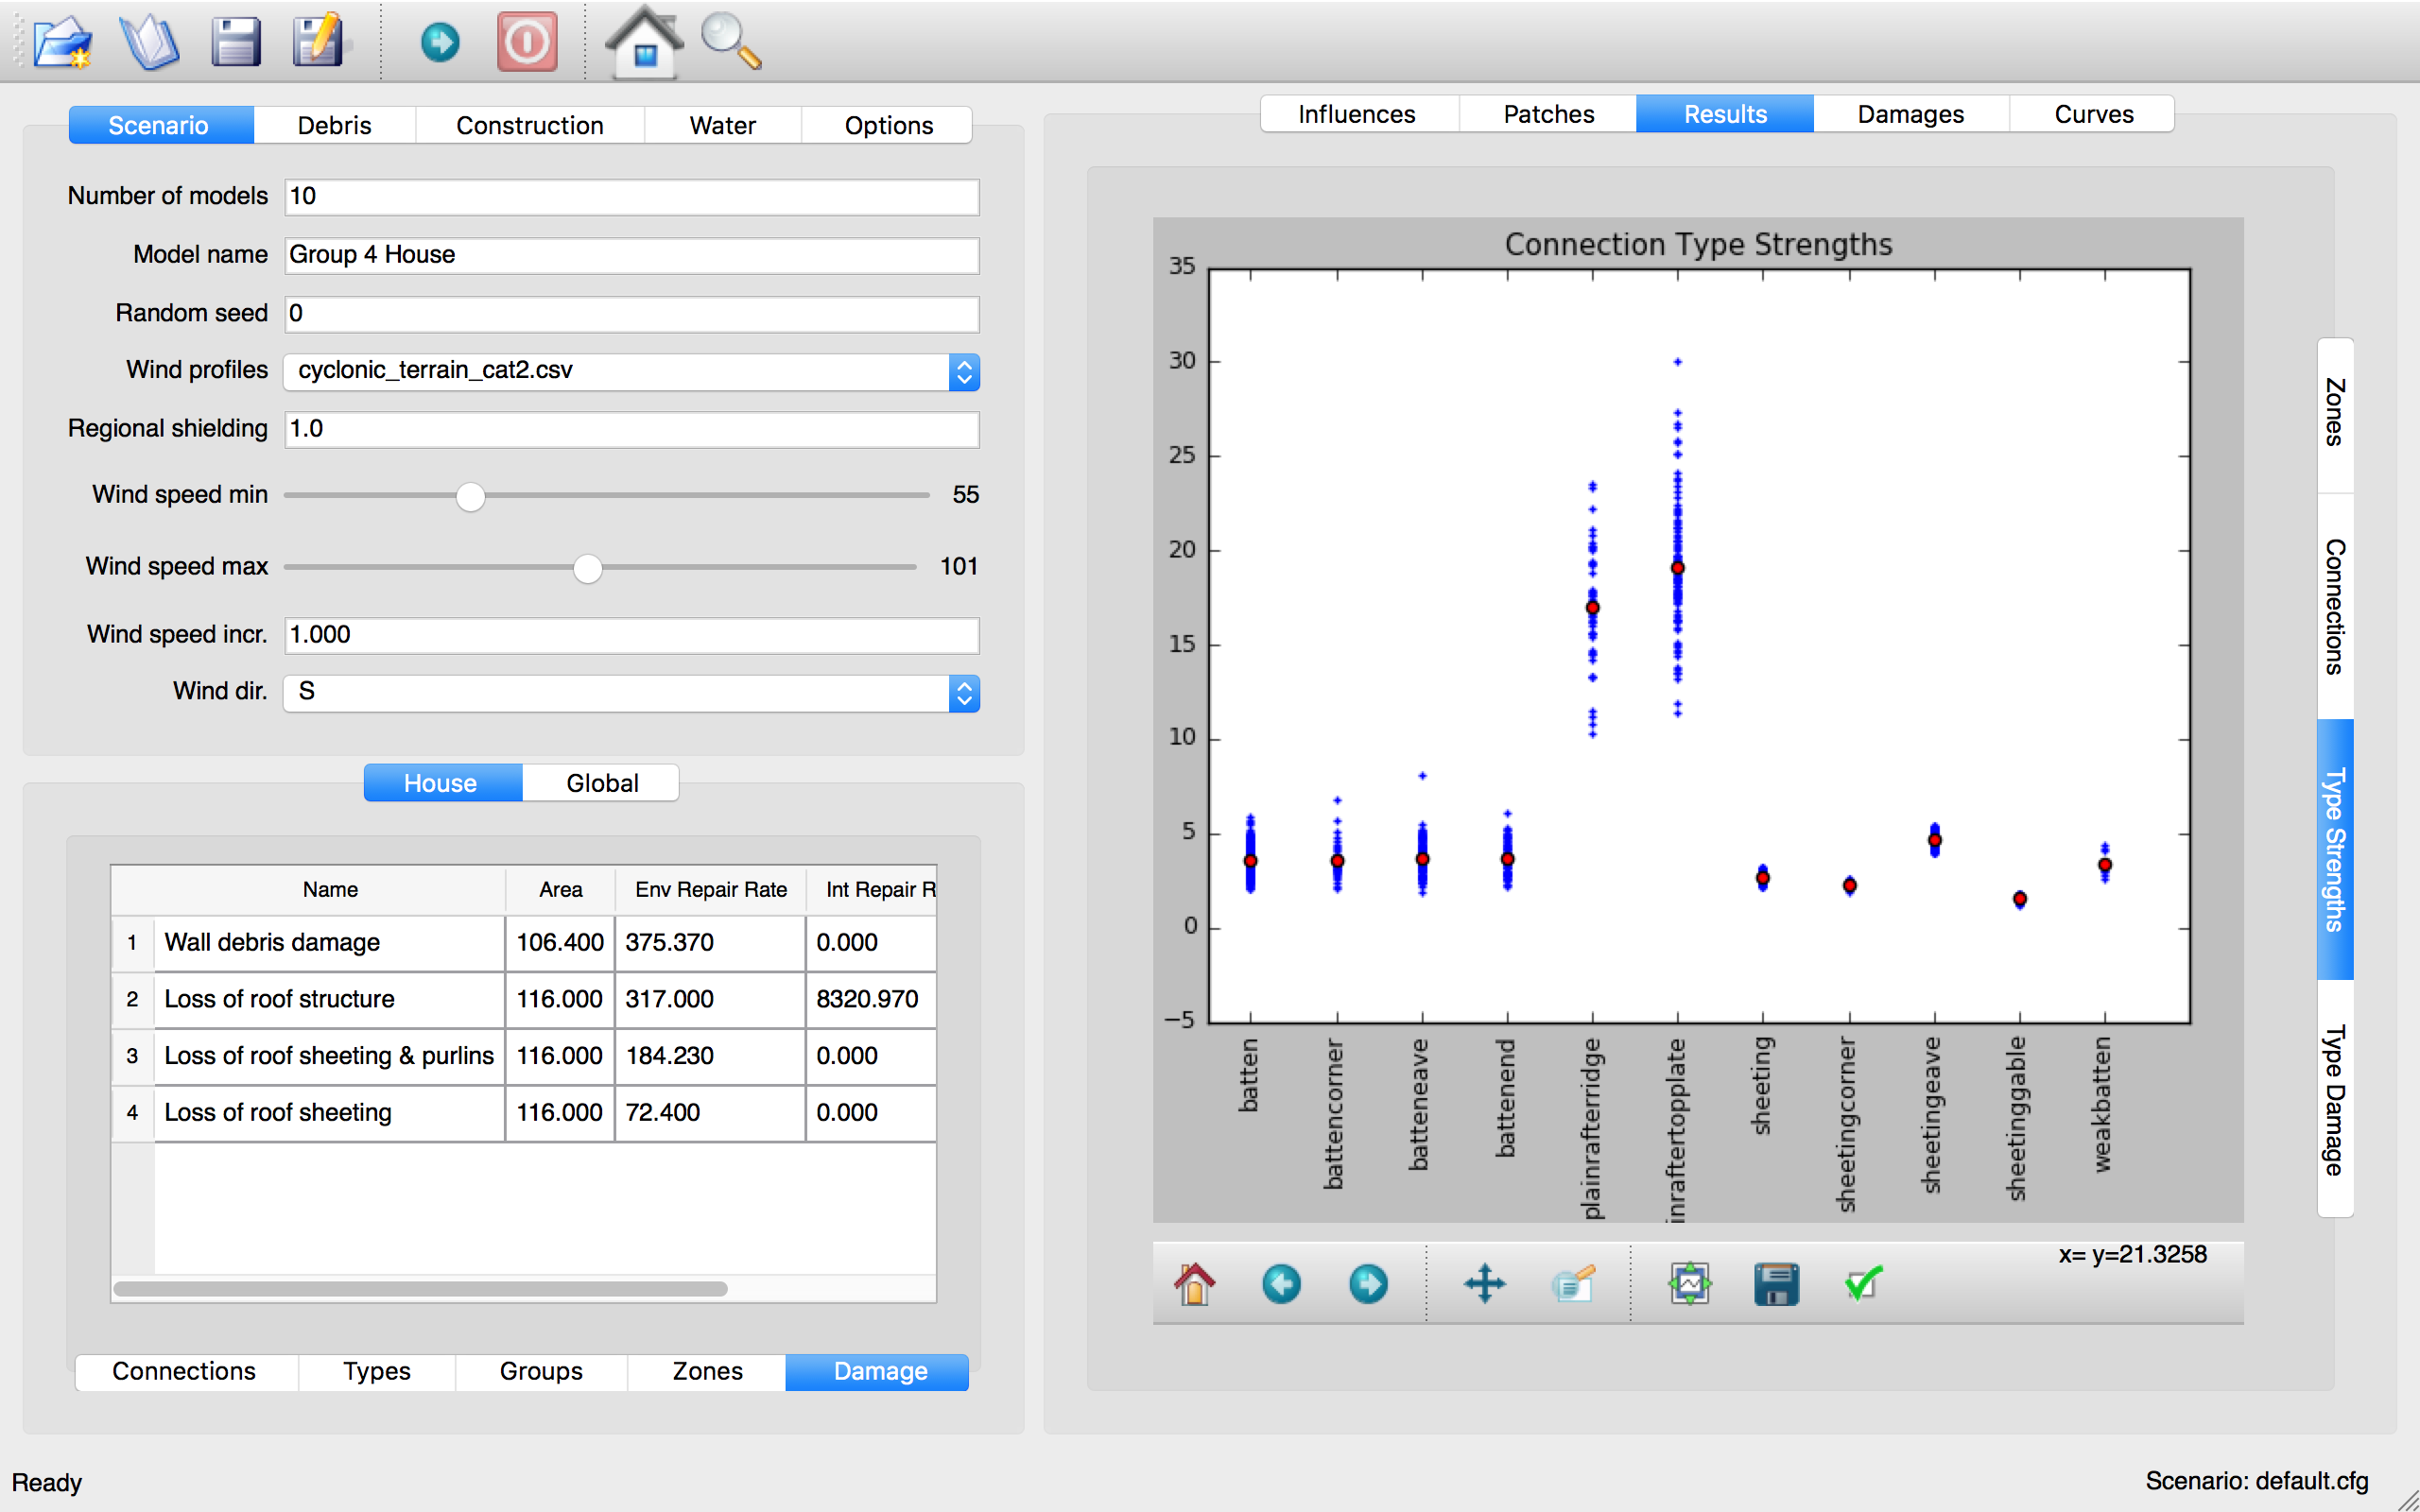 Scenario Debris Construction Water Options
Number of models 10
Model name Group 4 House
Random seed 0
Wind profiles cyclonic_terrain_cat2.csv
Regional shielding 1.0
Wind speed min 55
Wind speed max 101
Wind speed incr. 1.000
Wind dir. S
House Global
Name Area Env Repair Rate Int Repair R
1 Wall debris damage 106.400 375.370 0.000
2 Loss of roof structure 116.000 317.000 8320.970
3 Loss of roof sheeting & purlins 116.000 184.230 0.000
4 Loss of roof sheeting 116.000 72.400 0.000
Connections Types Groups Zones Damage
Influences Patches Results Damages Curves
Connection Type Strengths
35
30
25
20
15
10
5
0
−5
batten
battencorner
batteneave
battenend
plainrafterridge
inraftertopplate
sheeting
sheetingcorner
sheetingeave
sheetinggable
weakbatten
Zones
Connections
Type Strengths
Type Damage
x= y=21.3258
Ready
Scenario: default.cfg